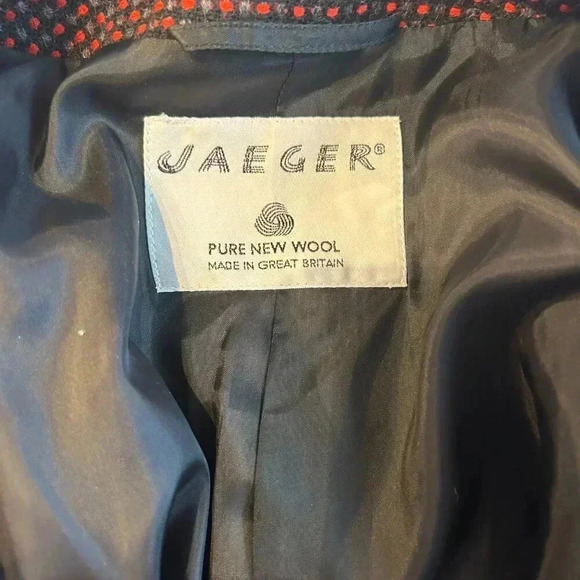 JAEGER®
PURE NEW WOOL
MADE IN GREAT BRITAIN